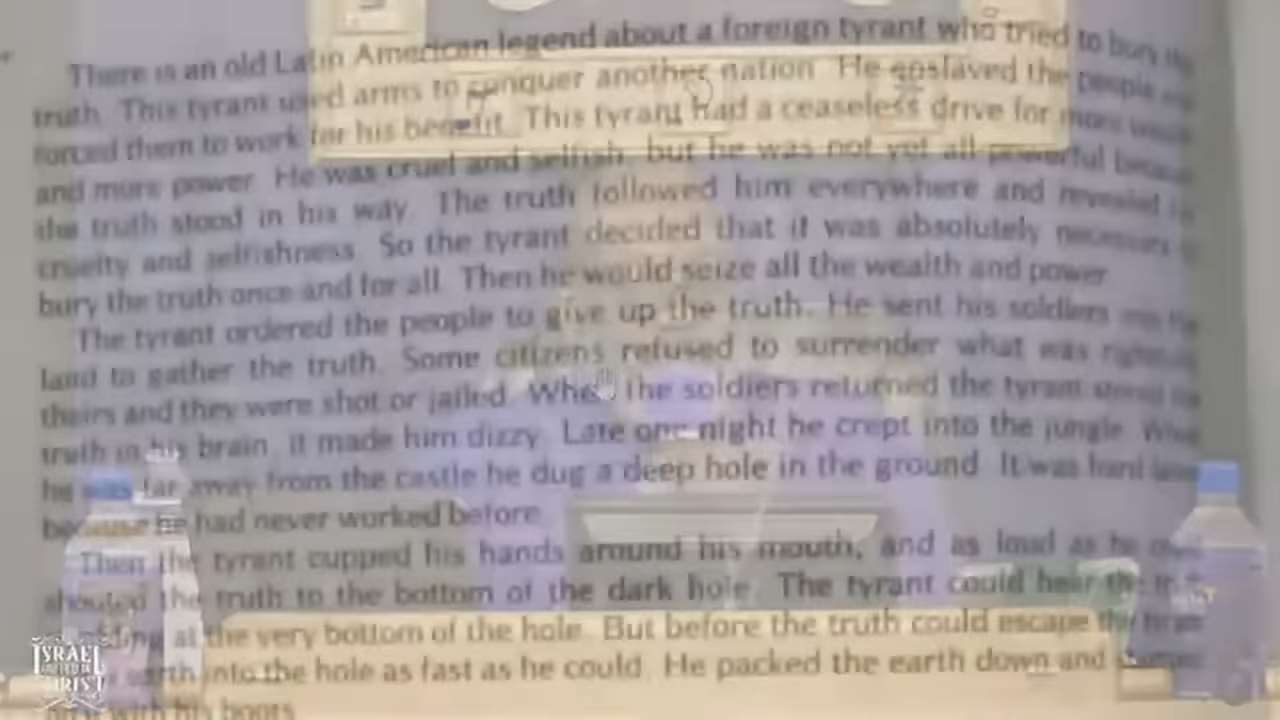 There is an old Latin American legend about a foreign tyrant who tried to bury the
truth. This tyrant used arms to conquer another nation. He enslaved the people and
forced them to work for his benefit. This tyrant had a ceaseless drive for more wealth
and more power. He was cruel and selfish, but he was not yet all-powerful because
the truth stood in his way. The truth followed him everywhere and revealed his
cruelty and selfishness. So the tyrant decided that it was absolutely necessary to
bury the truth once and for all. Then he would seize all the wealth and power.
The tyrant ordered the people to give up the truth. He sent his soldiers into the
land to gather the truth. Some citizens refused to surrender what was rightfully
theirs and they were shot or jailed. When the soldiers returned the tyrant stored the
truth in his brain. It made him dizzy. Late one night he crept into the jungle. When
he was far away from the castle he dug a deep hole in the ground. It was hard
because he had never worked before.
Then the tyrant cupped his hands around his mouth, and as loud as he
shouted the truth to the bottom of the dark hole. The tyrant could hear the
at the very bottom of the hole. But before the truth could escape the
earth into the hole as fast as he could. He packed the earth down and
with his boots.
ISRAEL
UNITED IN
CHRIST